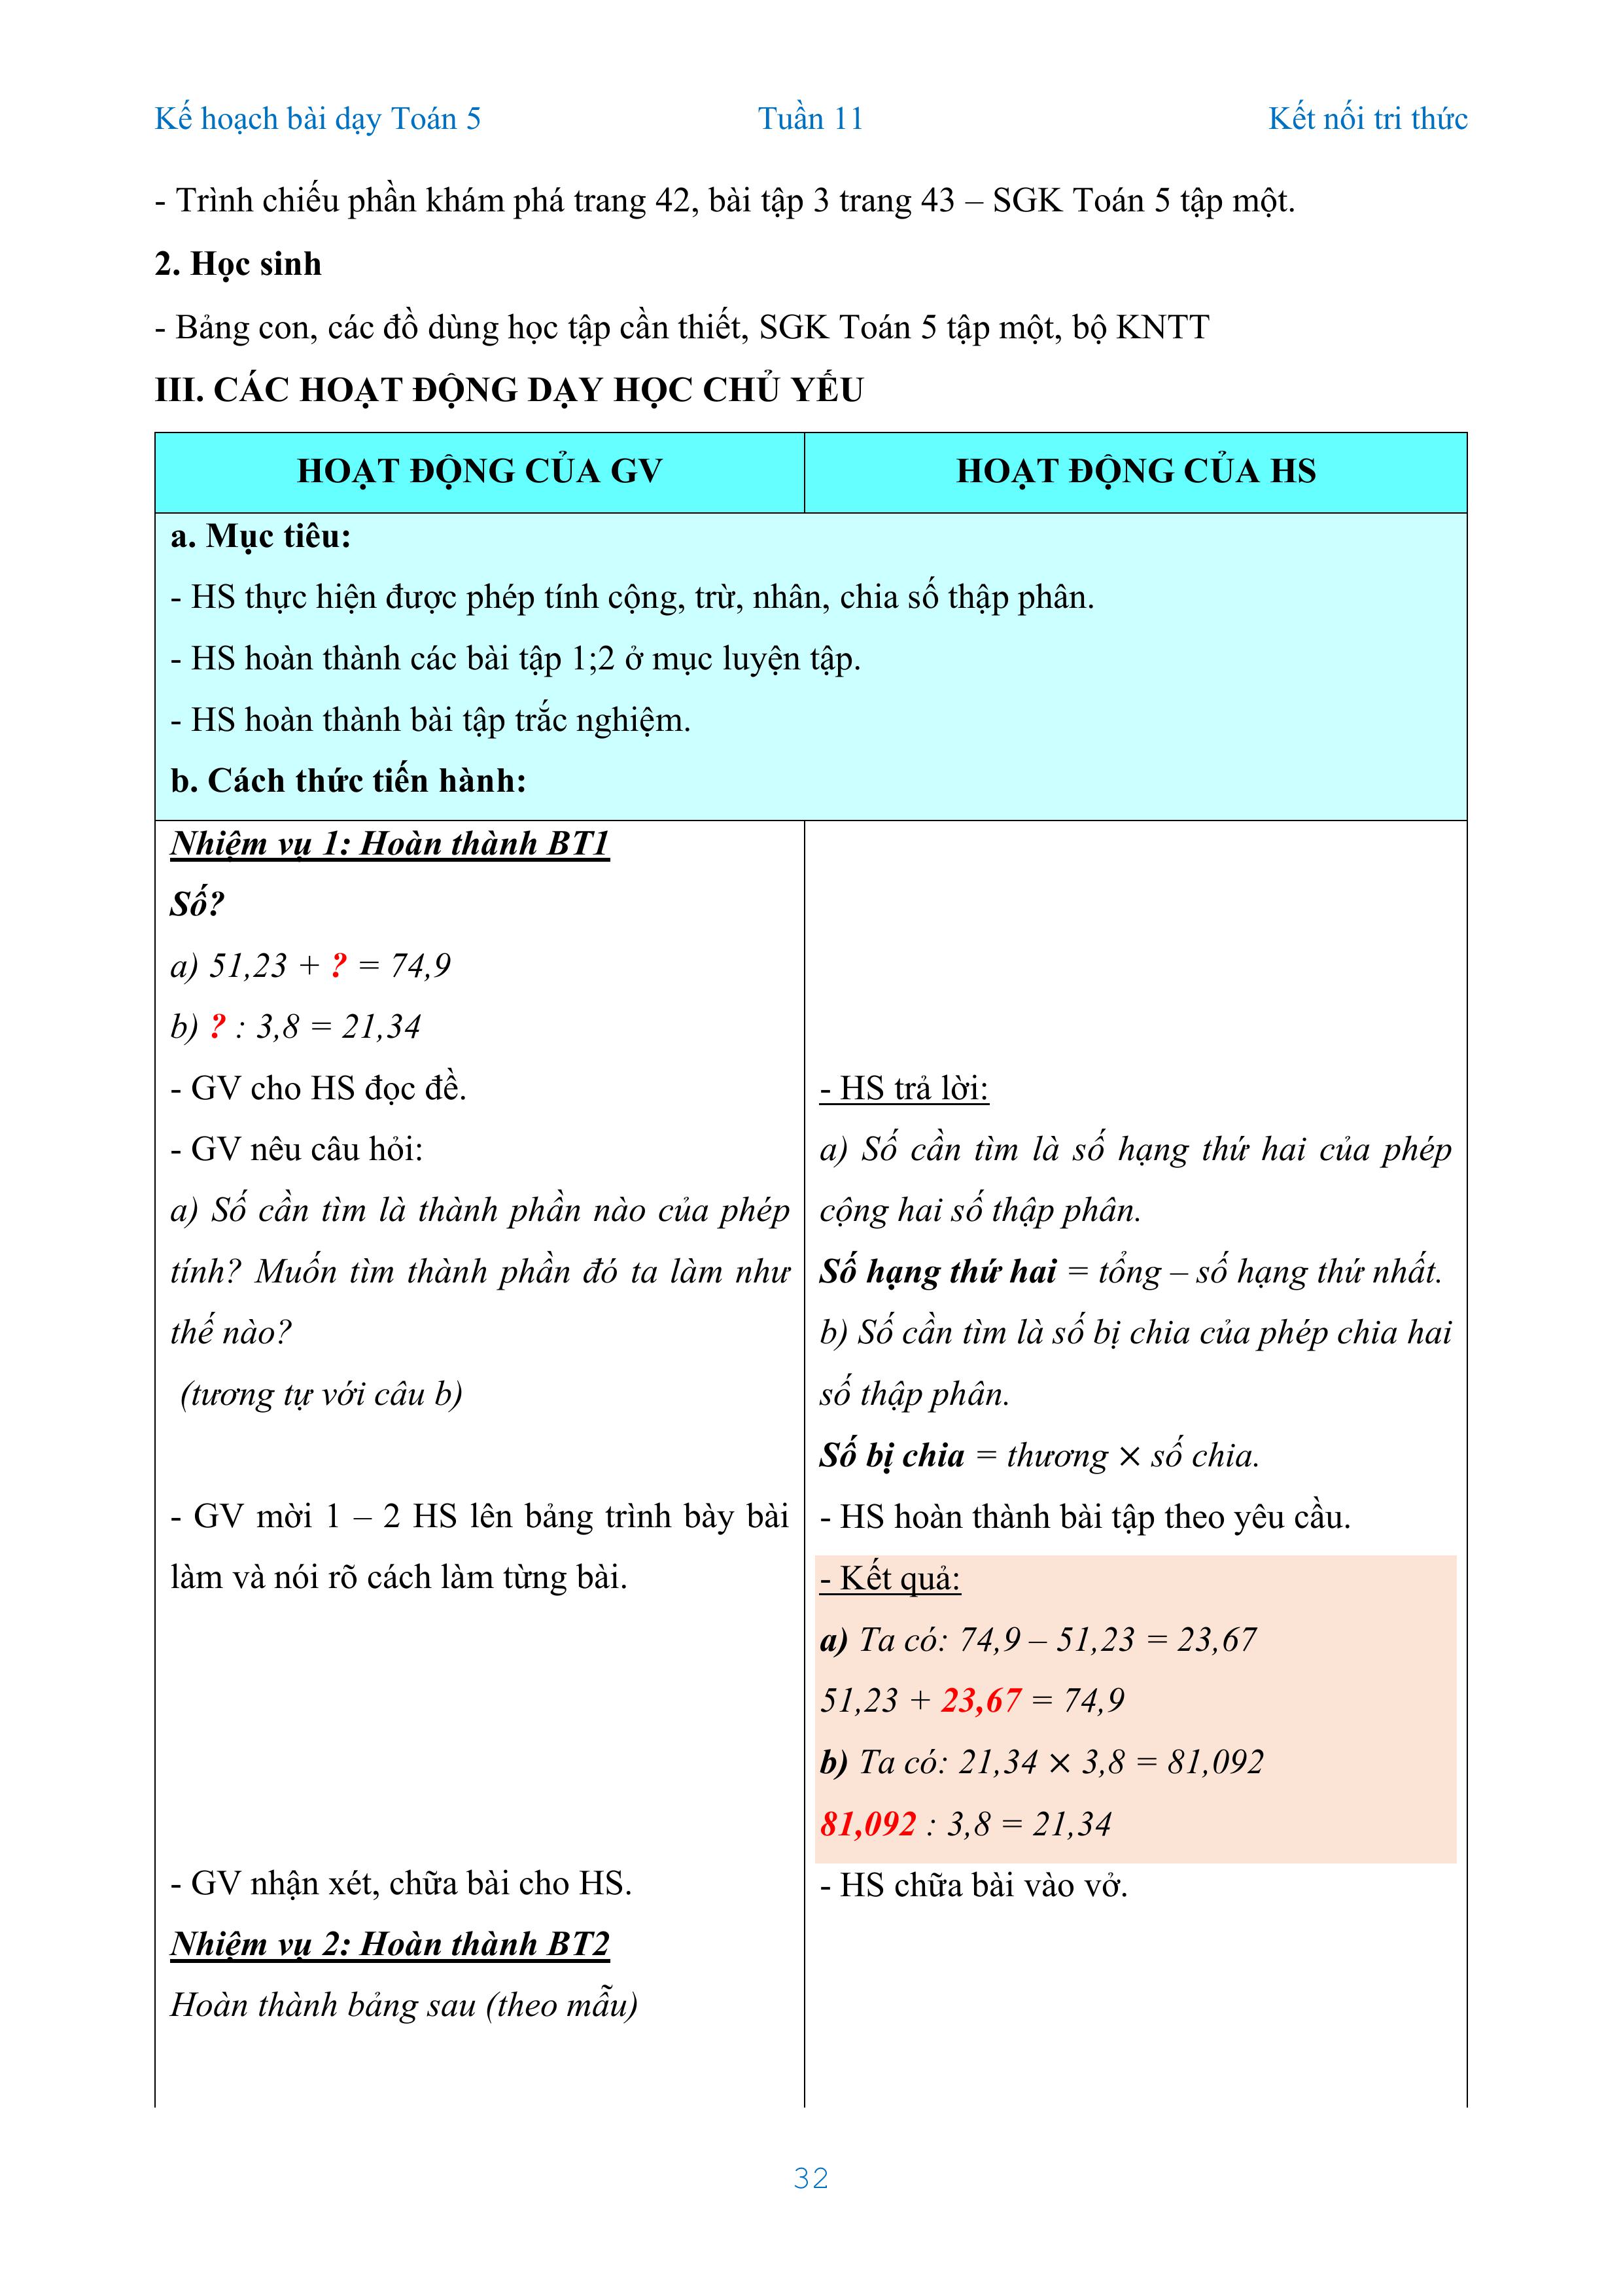 Kế hoạch bài dạy Toán 5 Tuần 11 Kết nối tri thức
- Trình chiếu phần khám phá trang 42, bài tập 3 trang 43 – SGK Toán 5 tập một.
2. Học sinh
- Bảng con, các đồ dùng học tập cần thiết, SGK Toán 5 tập một, bộ KNTT
III. CÁC HOẠT ĐỘNG DẠY HỌC CHỦ YẾU
HOẠT ĐỘNG CỦA GV
HOẠT ĐỘNG CỦA HS
a. Mục tiêu:
- HS thực hiện được phép tính cộng, trừ, nhân, chia số thập phân.
- HS hoàn thành các bài tập 1;2 ở mục luyện tập.
- HS hoàn thành bài tập trắc nghiệm.
b. Cách thức tiến hành:
Nhiệm vụ 1: Hoàn thành BT1
Số?
a) 51,23 + ? = 74,9
b) ? : 3,8 = 21,34
- GV cho HS đọc đề.
- GV nêu câu hỏi:
a) Số cần tìm là thành phần nào của phép
tính? Muốn tìm thành phần đó ta làm như
thế nào?
(tương tự với câu b)
- GV mời 1 – 2 HS lên bảng trình bày bài
làm và nói rõ cách làm từng bài.
- GV nhận xét, chữa bài cho HS.
Nhiệm vụ 2: Hoàn thành BT2
Hoàn thành bảng sau (theo mẫu)
- HS trả lời:
a) Số cần tìm là số hạng thứ hai của phép
cộng hai số thập phân.
Số hạng thứ hai = tổng – số hạng thứ nhất.
b) Số cần tìm là số bị chia của phép chia hai
số thập phân.
Số bị chia = thương × số chia.
- HS hoàn thành bài tập theo yêu cầu.
- Kết quả:
a) Ta có: 74,9 – 51,23 = 23,67
51,23 + 23,67 = 74,9
b) Ta có: 21,34 × 3,8 = 81,092
81,092 : 3,8 = 21,34
- HS chữa bài vào vở.
32